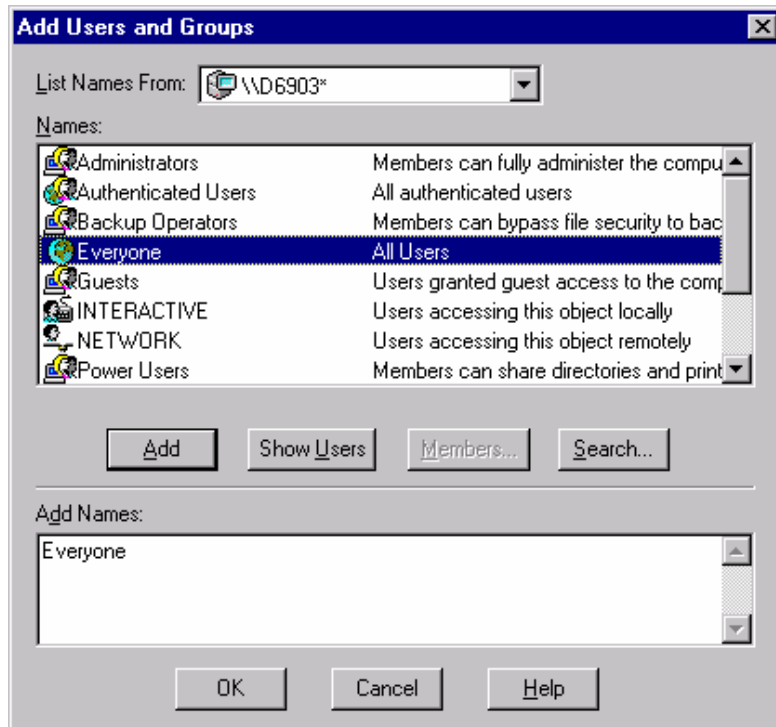 Add Users and Groups
List Names From: \\D6903*
Names:
Administrators Members can fully administer the compu
Authenticated Users All authenticated users
Backup Operators Members can bypass file security to bac
Everyone All Users
Guests Users granted guest access to the comp
INTERACTIVE Users accessing this object locally
NETWORK Users accessing this object remotely
Power Users Members can share directories and print
Add Show Users Members... Search...
Add Names:
Everyone
OK Cancel Help